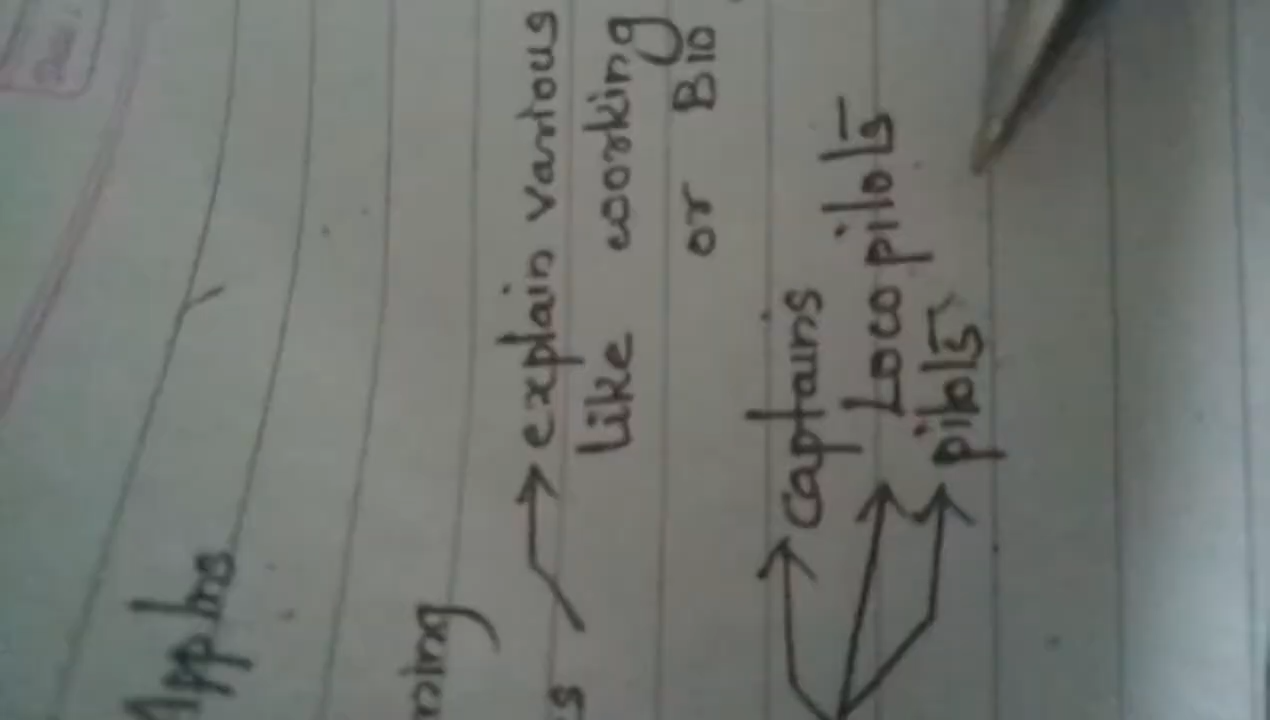 Applns
explain various
like working
or BIO
captains
Loco pilots
pilots